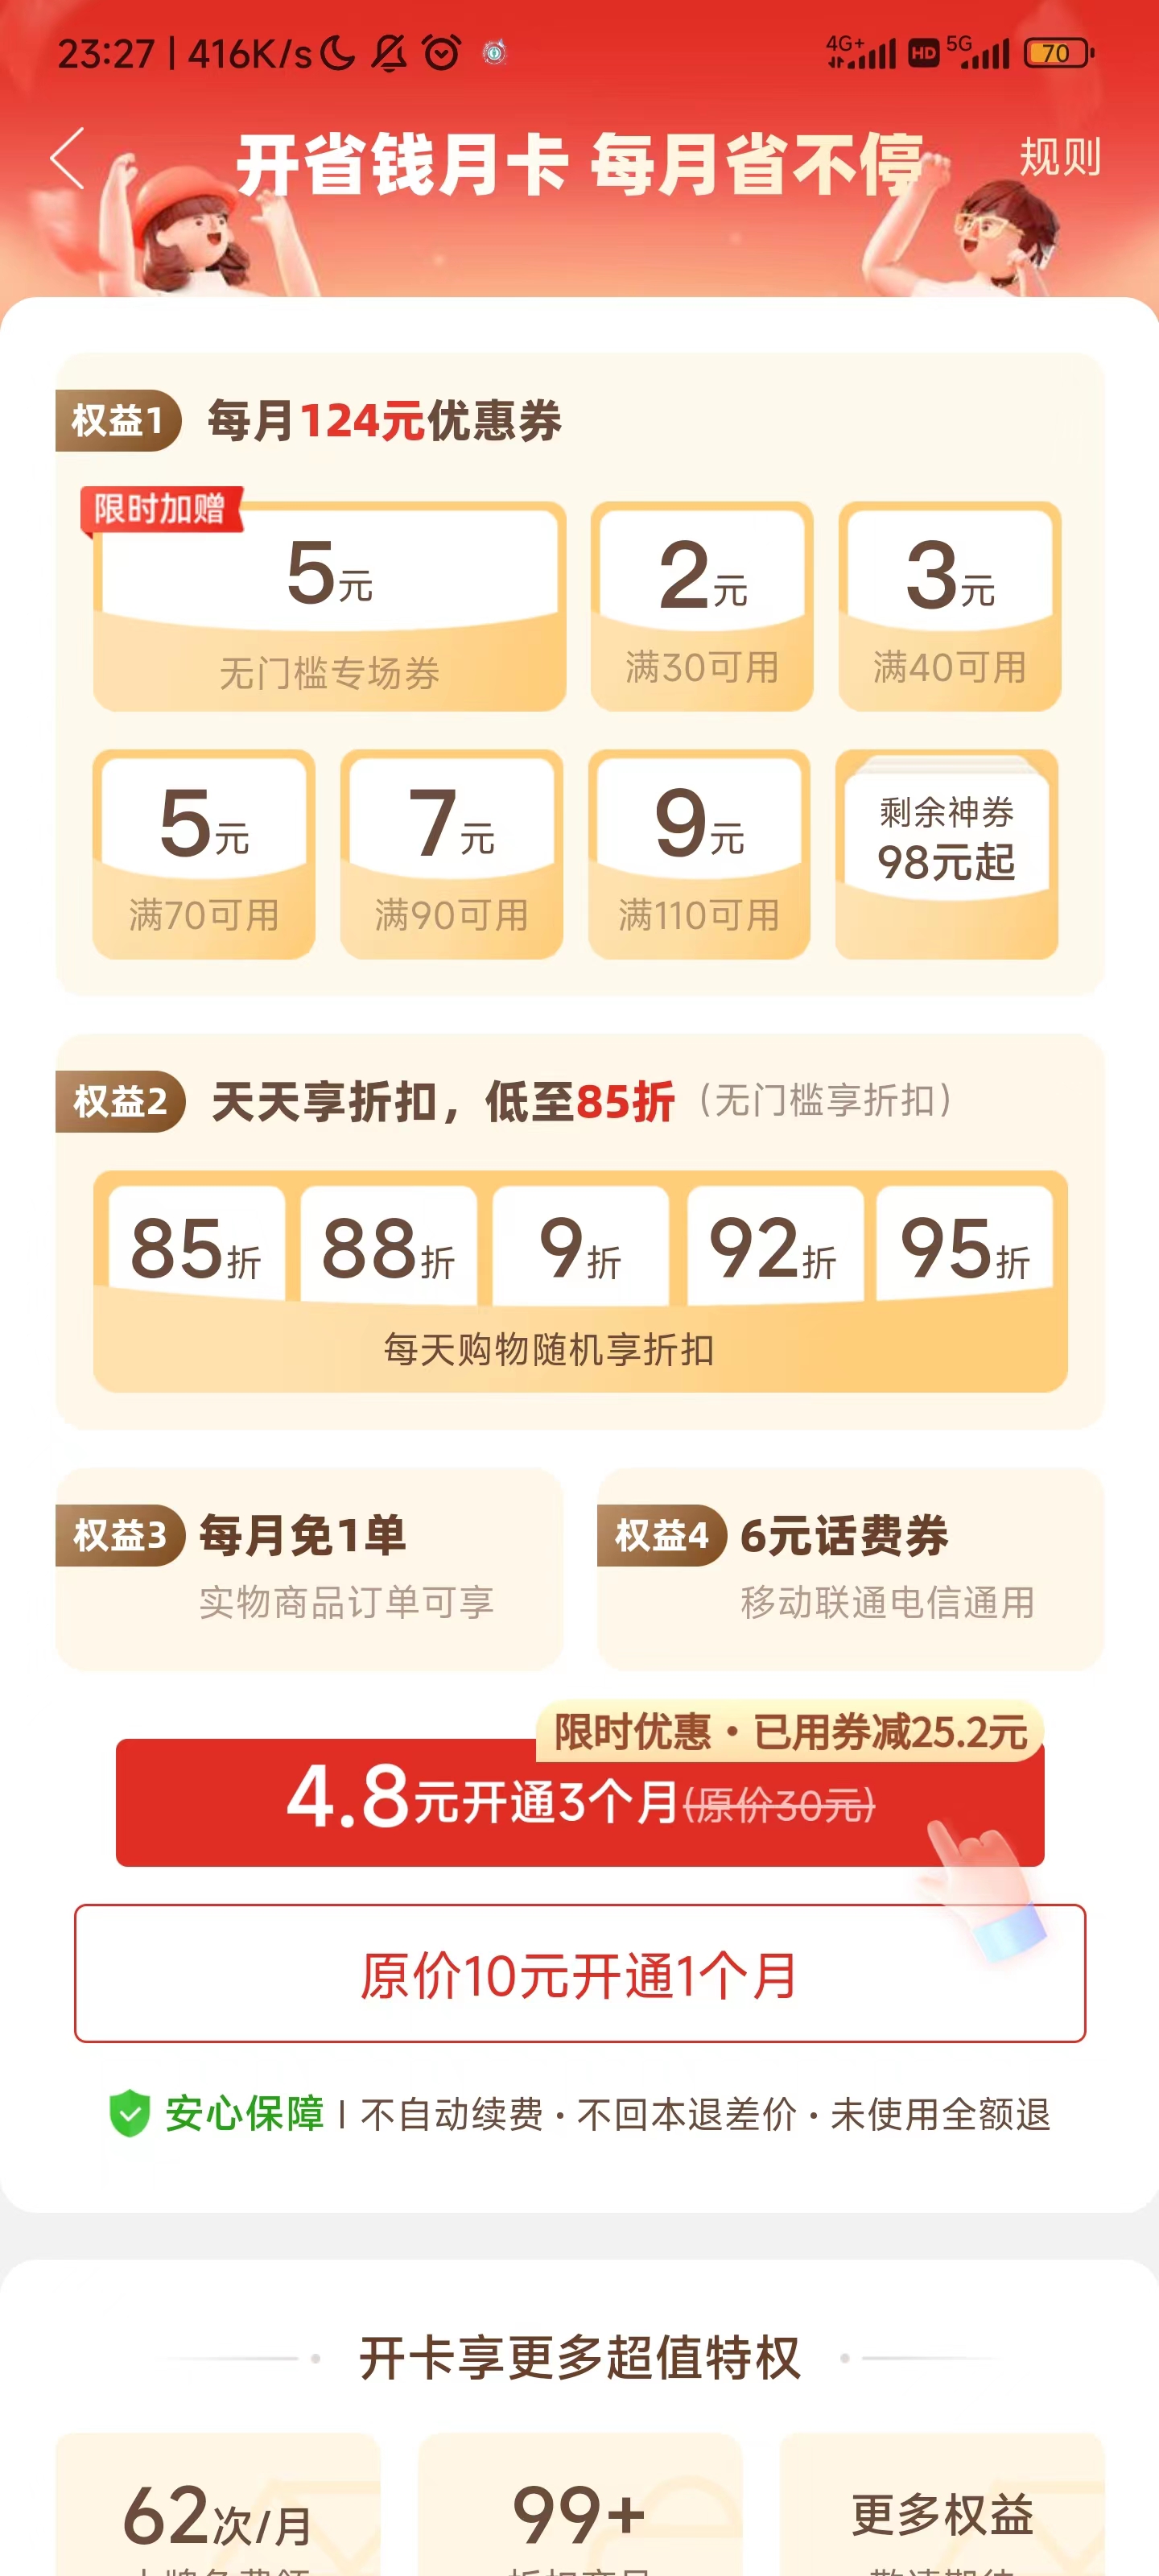 23:27 | 416K/s 4G+ HD 5G 70
开省钱月卡 每月省不停
规则
权益1 每月124元优惠券
限时加赠
5元 2元 3元
无门槛专场券 满30可用 满40可用
5元 7元 9元 剩余神券
98元起
满70可用 满90可用 满110可用
权益2 天天享折扣，低至85折（无门槛享折扣）
85折 88折 9折 92折 95折
每天购物随机享折扣
权益3 每月免1单
实物商品订单可享
权益4 6元话费券
移动联通电信通用
限时优惠·已用券减25.2元
4.8元开通3个月(原价30元)
原价10元开通1个月
安心保障 | 不自动续费·不回本退差价·未使用全额退
开卡享更多超值特权
62次/月 99+ 更多权益